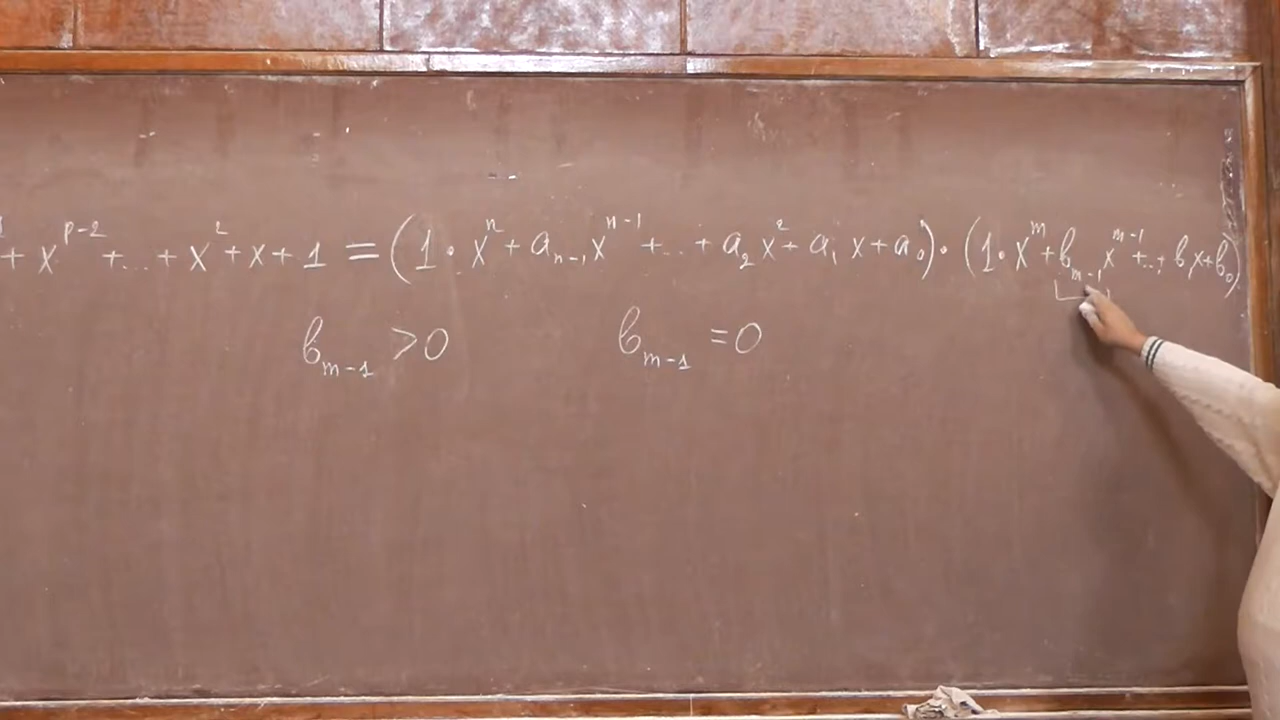 + x^{p-2} + ... + x^2 + x + 1 = (1 · x^n + a_{n-1} x^{n-1} + ... + a_2 x^2 + a_1 x + a_0) · (1 · x^m + b_{m-1} x^{m-1} + ... + b_1 x + b_0)
b_{m-1} > 0 b_{m-1} = 0